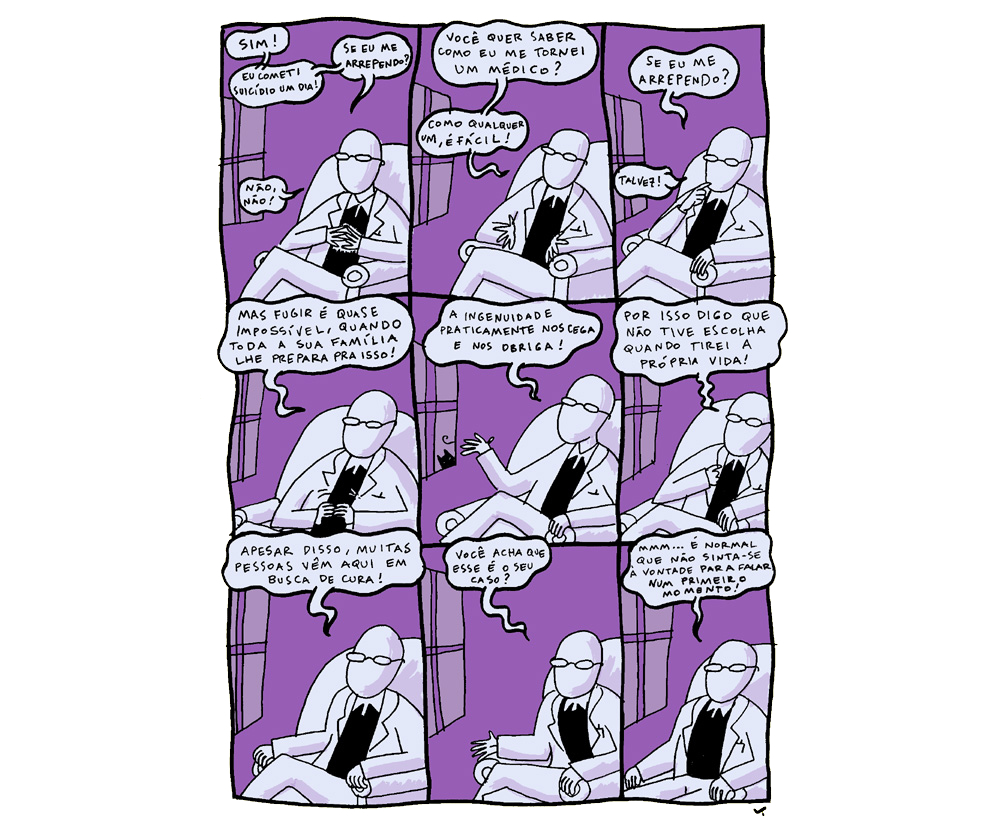 SIM!
EU COMETI
SUICÍDIO UM DIA!
SE EU ME
ARREPENDO?
NÃO,
NÃO!
VOCÊ QUER SABER
COMO EU ME TORNEI
UM MÉDICO?
COMO QUALQUER
UM, É FÁCIL!
SE EU ME
ARREPENDO?
TALVEZ!
MAS FUGIR É QUASE
IMPOSSÍVEL, QUANDO
TODA A SUA FAMÍLIA
LHE PREPARA PRA ISSO!
A INGENUIDADE
PRATICAMENTE NOS CEGA
E NOS OBRIGA!
POR ISSO DIGO QUE
NÃO TIVE ESCOLHA
QUANDO TIREI A
PRÓPRIA VIDA!
APESAR DISSO, MUITAS
PESSOAS VÊM AQUI EM
BUSCA DE CURA!
VOCÊ ACHA QUE
ESSE É O SEU
CASO?
MMM... É NORMAL
QUE NÃO SINTA-SE
À VONTADE PARA FALAR
NUM PRIMEIRO
MOMENTO!